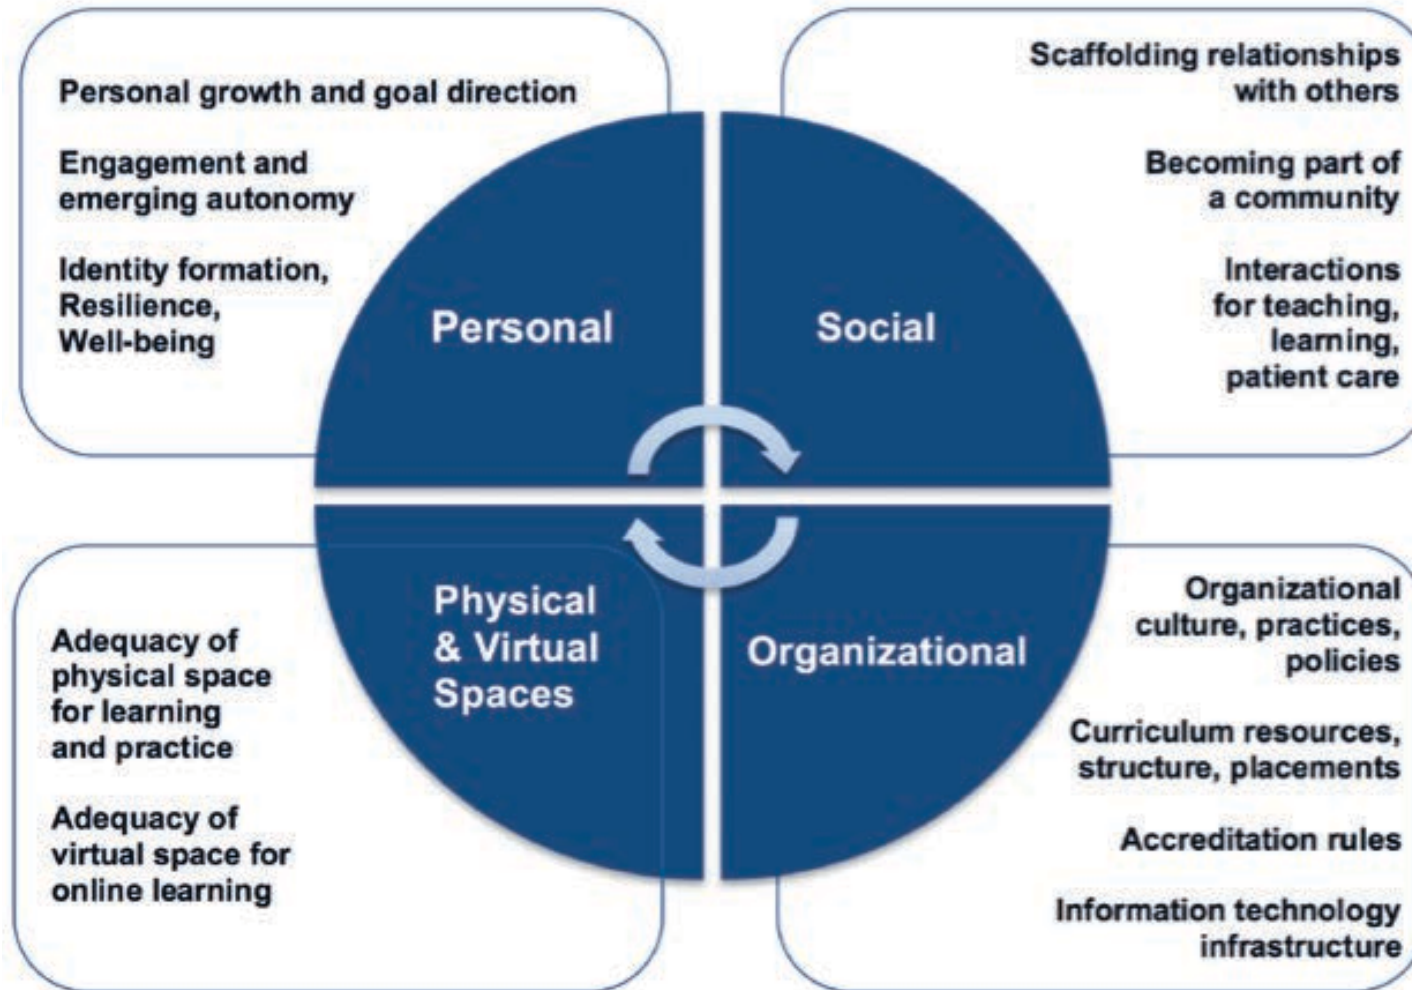 Personal growth and goal direction
Engagement and
emerging autonomy
Identity formation,
Resilience,
Well-being
Personal
Scaffolding relationships
with others
Becoming part of
a community
Interactions
for teaching,
learning,
patient care
Social
Adequacy of
physical space
for learning
and practice
Adequacy of
virtual space for
online learning
Physical
& Virtual
Spaces
Organizational
Organizational
culture, practices,
policies
Curriculum resources,
structure, placements
Accreditation rules
Information technology
infrastructure